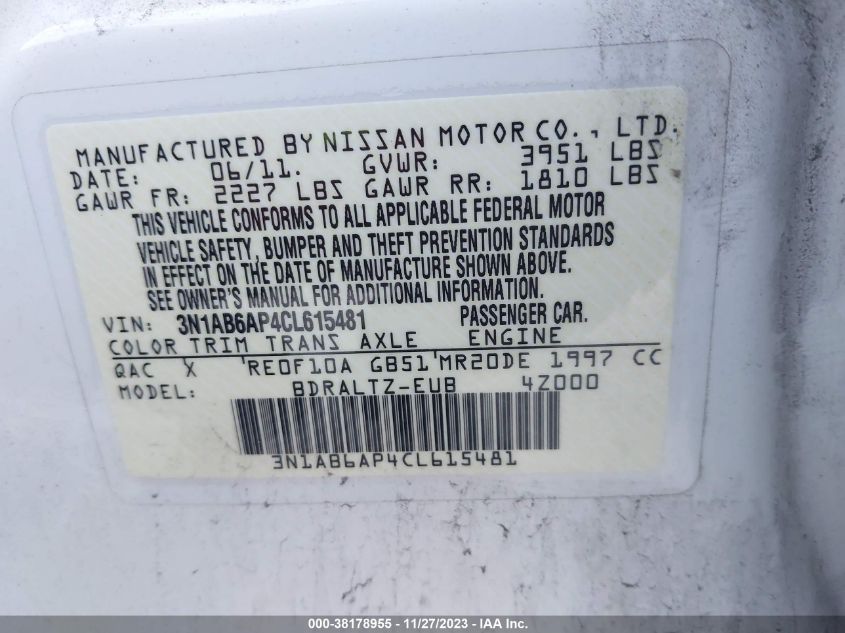 MANUFACTURED BY NISSAN MOTOR CO., LTD.
DATE: 06/11. GVWR: 3951 LBS
GAWR FR: 2227 LBS GAWR RR: 1810 LBS
THIS VEHICLE CONFORMS TO ALL APPLICABLE FEDERAL MOTOR
VEHICLE SAFETY, BUMPER AND THEFT PREVENTION STANDARDS
IN EFFECT ON THE DATE OF MANUFACTURE SHOWN ABOVE.
SEE OWNER'S MANUAL FOR ADDITIONAL INFORMATION.
VIN: 3N1AB6AP4CL615481 PASSENGER CAR.
COLOR TRIM TRANS AXLE ENGINE
QAC X RE0F10A GB51 MR20DE 1997 CC
MODEL: BDRALTZ-EUB 4Z000
3N1AB6AP4CL615481
000-38178955 - 11/27/2023 - IAA Inc.